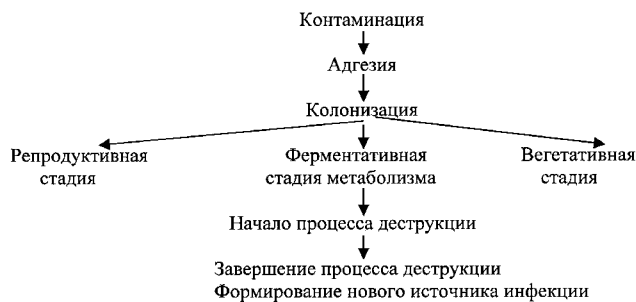 Контаминация
Адгезия
Колонизация
Репродуктивная
стадия
Ферментативная
стадия метаболизма
Вегетативная
стадия
Начало процесса деструкции
Завершение процесса деструкции
Формирование нового источника инфекции